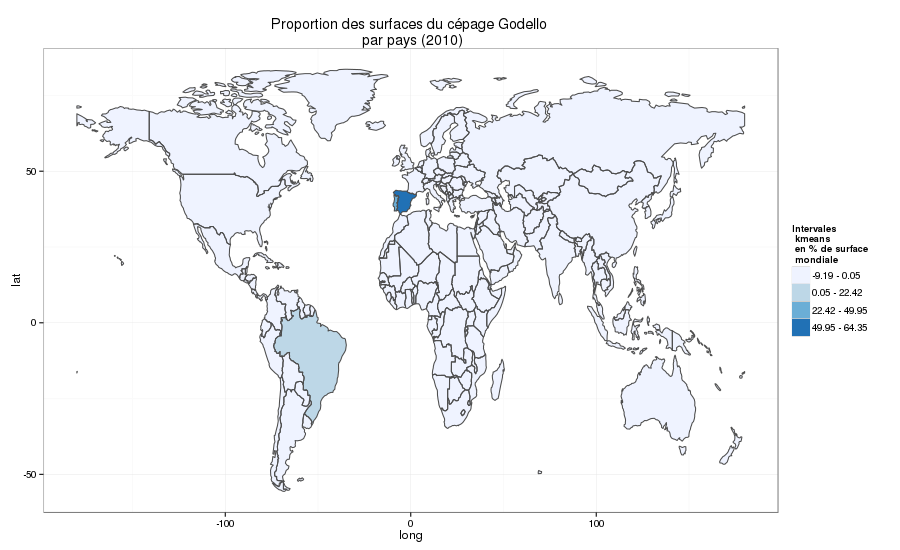 Proportion des surfaces du cépage Godello
par pays (2010)
50
0
-50
lat
-100
0
100
long
Intervales
kmeans
en % de surface
mondiale
-9.19 - 0.05
0.05 - 22.42
22.42 - 49.95
49.95 - 64.35